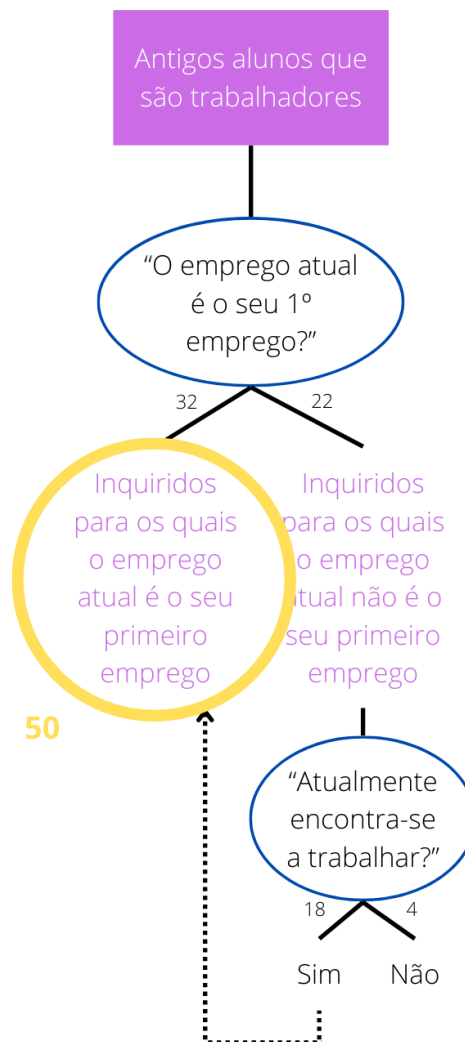 Antigos alunos que
são trabalhadores
“O emprego atual
é o seu 1º
emprego?”
32
22
Inquiridos
para os quais
o emprego
atual é o seu
primeiro
emprego
Inquiridos
para os quais
o emprego
atual não é o
seu primeiro
emprego
50
“Atualmente
encontra-se
a trabalhar?”
18
4
Sim
Não